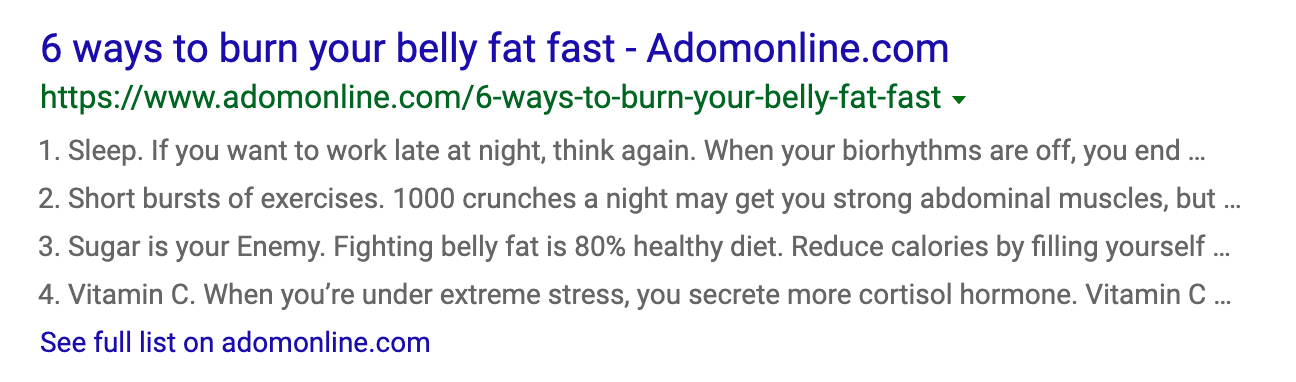 6 ways to burn your belly fat fast - Adomonline.com
https://www.adomonline.com/6-ways-to-burn-your-belly-fat-fast
1. Sleep. If you want to work late at night, think again. When your biorhythms are off, you end ...
2. Short bursts of exercises. 1000 crunches a night may get you strong abdominal muscles, but ...
3. Sugar is your Enemy. Fighting belly fat is 80% healthy diet. Reduce calories by filling yourself ...
4. Vitamin C. When you’re under extreme stress, you secrete more cortisol hormone. Vitamin C ...
See full list on adomonline.com